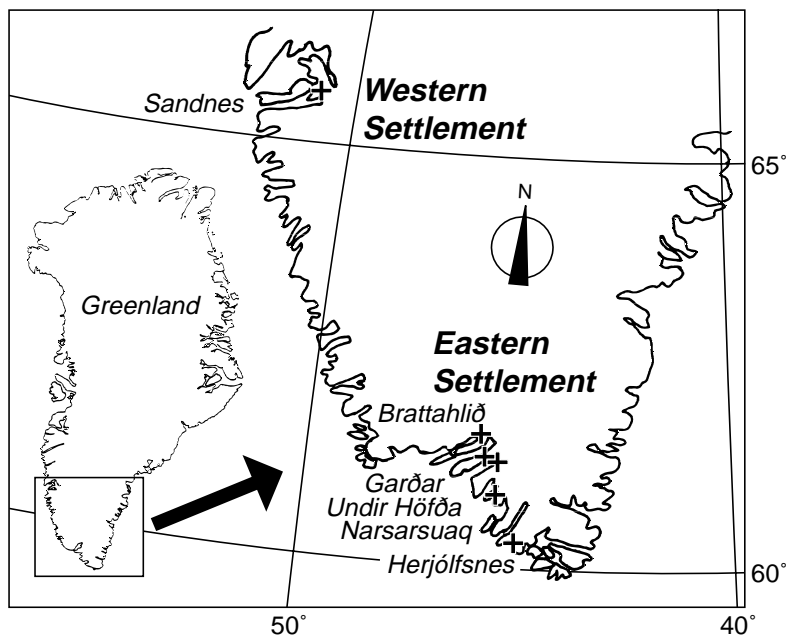 Sandnes
Western
Settlement
65°
N
Greenland
Eastern
Settlement
Brattahlið
Garðar
Undir Höfða
Narsarsuaq
Herjólfsnes
60°
50°
40°